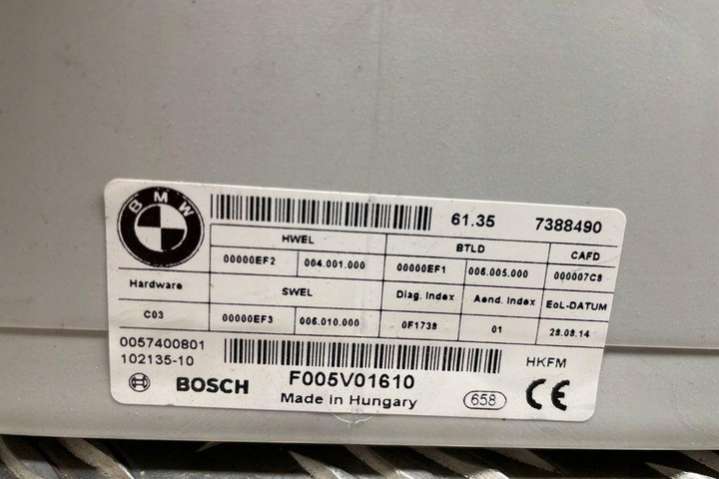 BMW
61.35 7388490
HWEL BTLD CAFD
00000EF2 004.001.000 00000EF1 006.005.000 000007C8
Hardware SWEL Diag. Index Aend. Index EoL-DATUM
C03 00000EF3 006.010.000 0F1738 01 28.08.14
0057400801
102135-10 HKFM
BOSCH F005V01610
Made in Hungary 658 CE